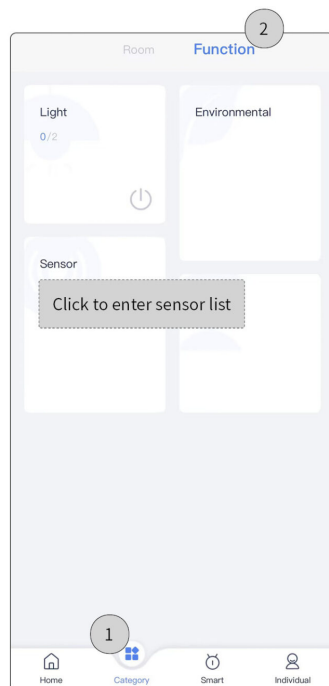 2
Room Function
Light
0/2
Environmental
Sensor
Click to enter sensor list
1
Home Category Smart Individual